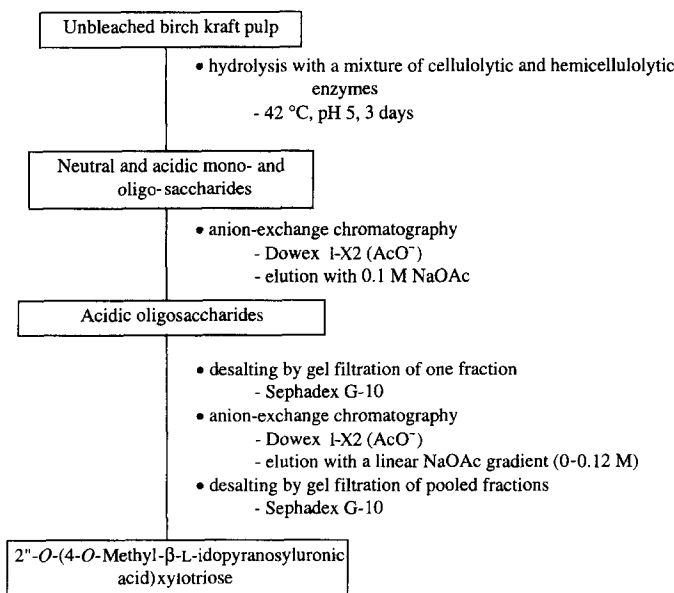 Unbleached birch kraft pulp
• hydrolysis with a mixture of cellulolytic and hemicellulolytic
enzymes
- 42 °C, pH 5, 3 days
Neutral and acidic mono- and
oligo-saccharides
• anion-exchange chromatography
- Dowex 1-X2 (AcO⁻)
- elution with 0.1 M NaOAc
Acidic oligosaccharides
• desalting by gel filtration of one fraction
- Sephadex G-10
• anion-exchange chromatography
- Dowex 1-X2 (AcO⁻)
- elution with a linear NaOAc gradient (0-0.12 M)
• desalting by gel filtration of pooled fractions
- Sephadex G-10
2"-O-(4-O-Methyl-β-L-idopyranosyluronic
acid)xylotriose